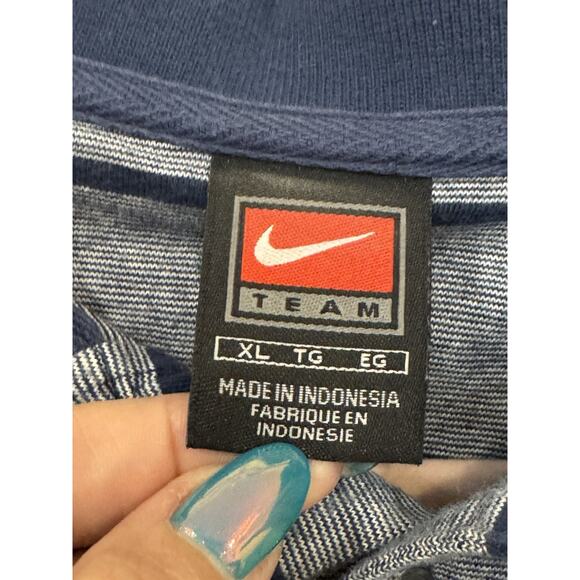 TEAM
XL TG EG
MADE IN INDONESIA
FABRIQUE EN
INDONESIE